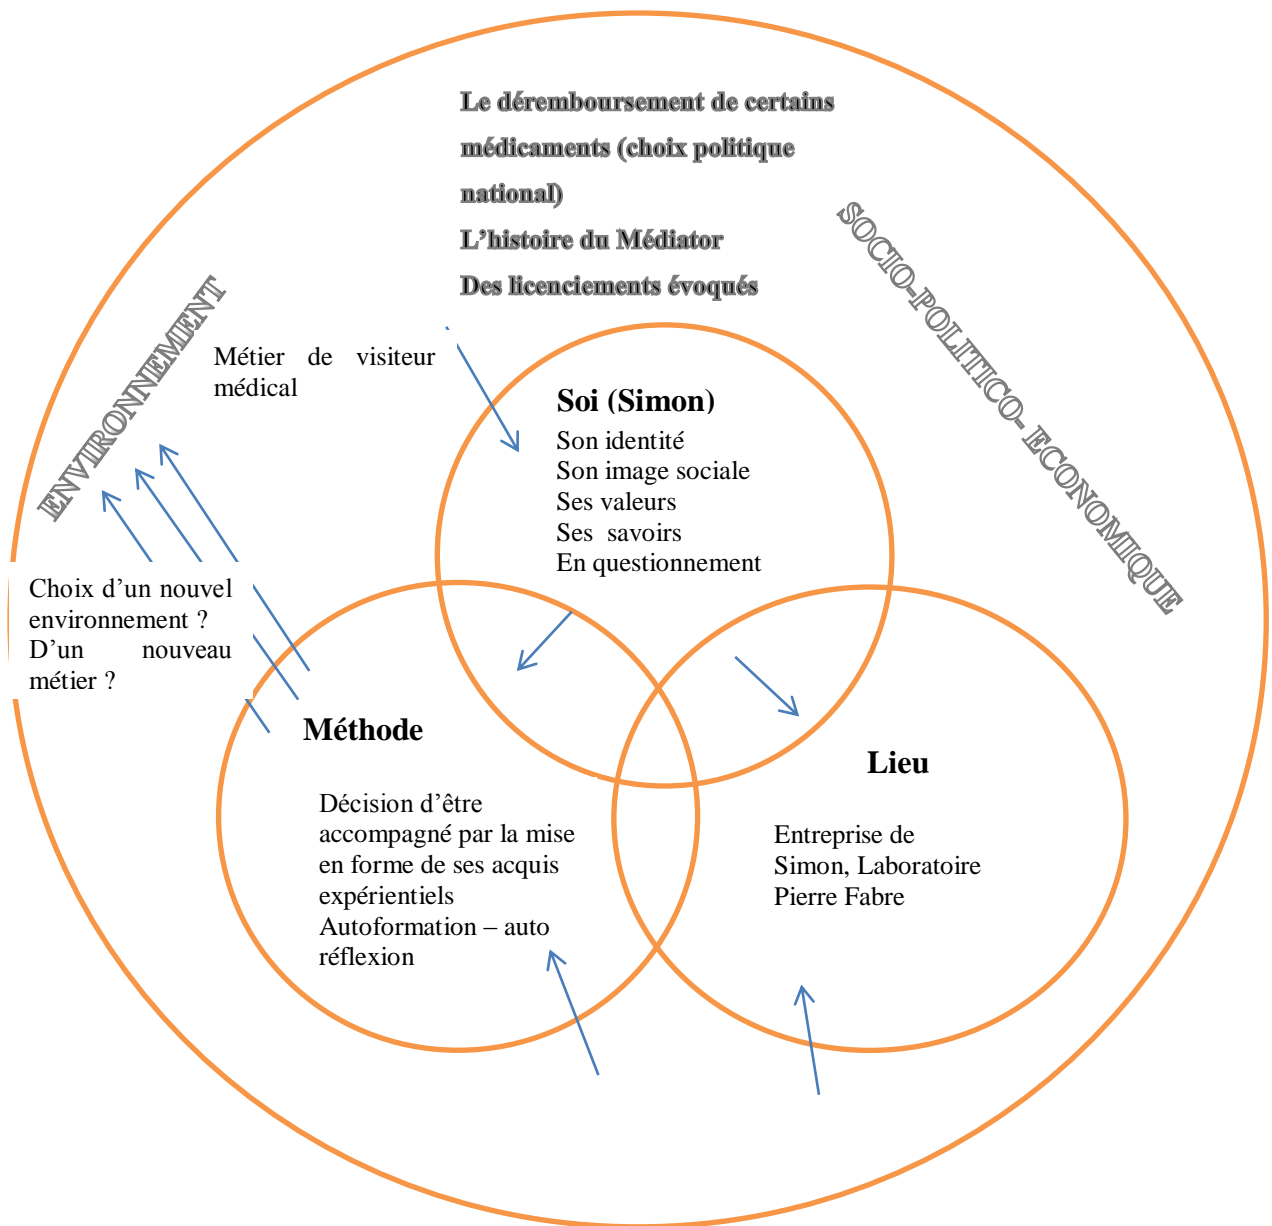 Le déremboursement de certains
médicaments (choix politique
national)
L’histoire du Médiator
Des licenciements évoqués
SOCIO-POLITICO- ECONOMIQUE
ENVIRONNEMENT
Métier de visiteur
médical
Soi (Simon)
Son identité
Son image sociale
Ses valeurs
Ses savoirs
En questionnement
Choix d’un nouvel
environnement ?
D’un nouveau
métier ?
Méthode
Décision d’être
accompagné par la mise
en forme de ses acquis
expérientiels
Autoformation – auto
réflexion
Lieu
Entreprise de
Simon, Laboratoire
Pierre Fabre